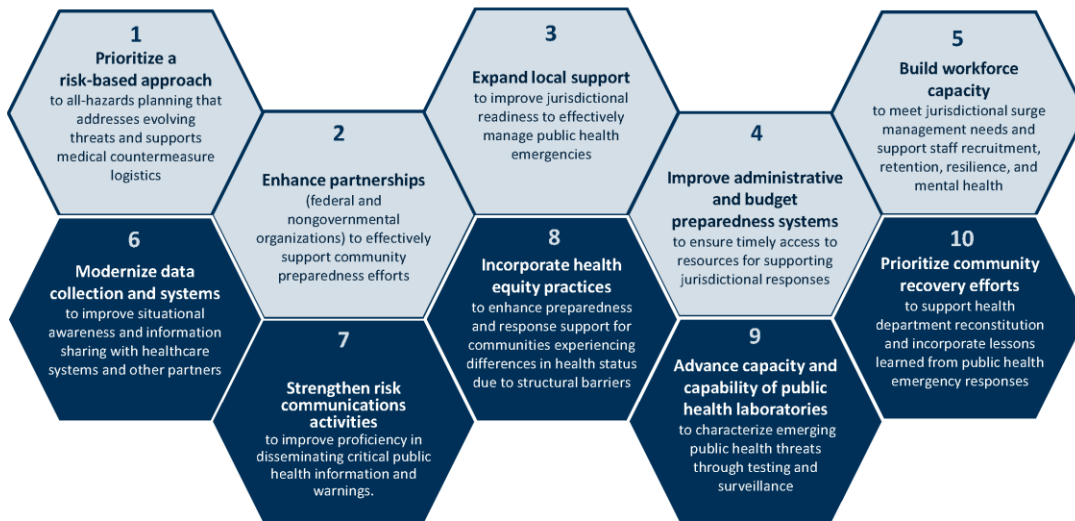 1
Prioritize a
risk-based approach
to all-hazards planning that
addresses evolving
threats and supports
medical countermeasure
logistics
2
Enhance partnerships
(federal and
nongovernmental
organizations) to effectively
support community
preparedness efforts
3
Expand local support
to improve jurisdictional
readiness to effectively
manage public health
emergencies
4
Improve administrative
and budget
preparedness systems
to ensure timely access to
resources for supporting
jurisdictional responses
5
Build workforce
capacity
to meet jurisdictional surge
management needs and
support staff recruitment,
retention, resilience, and
mental health
6
Modernize data
collection and systems
to improve situational
awareness and information
sharing with healthcare
systems and other partners
7
Strengthen risk
communications
activities
to improve proficiency in
disseminating critical public
health information and
warnings.
8
Incorporate health
equity practices
to enhance preparedness
and response support for
communities experiencing
differences in health status
due to structural barriers
9
Advance capacity and
capability of public
health laboratories
to characterize emerging
public health threats
through testing and
surveillance
10
Prioritize community
recovery efforts
to support health
department reconstitution
and incorporate lessons
learned from public health
emergency responses